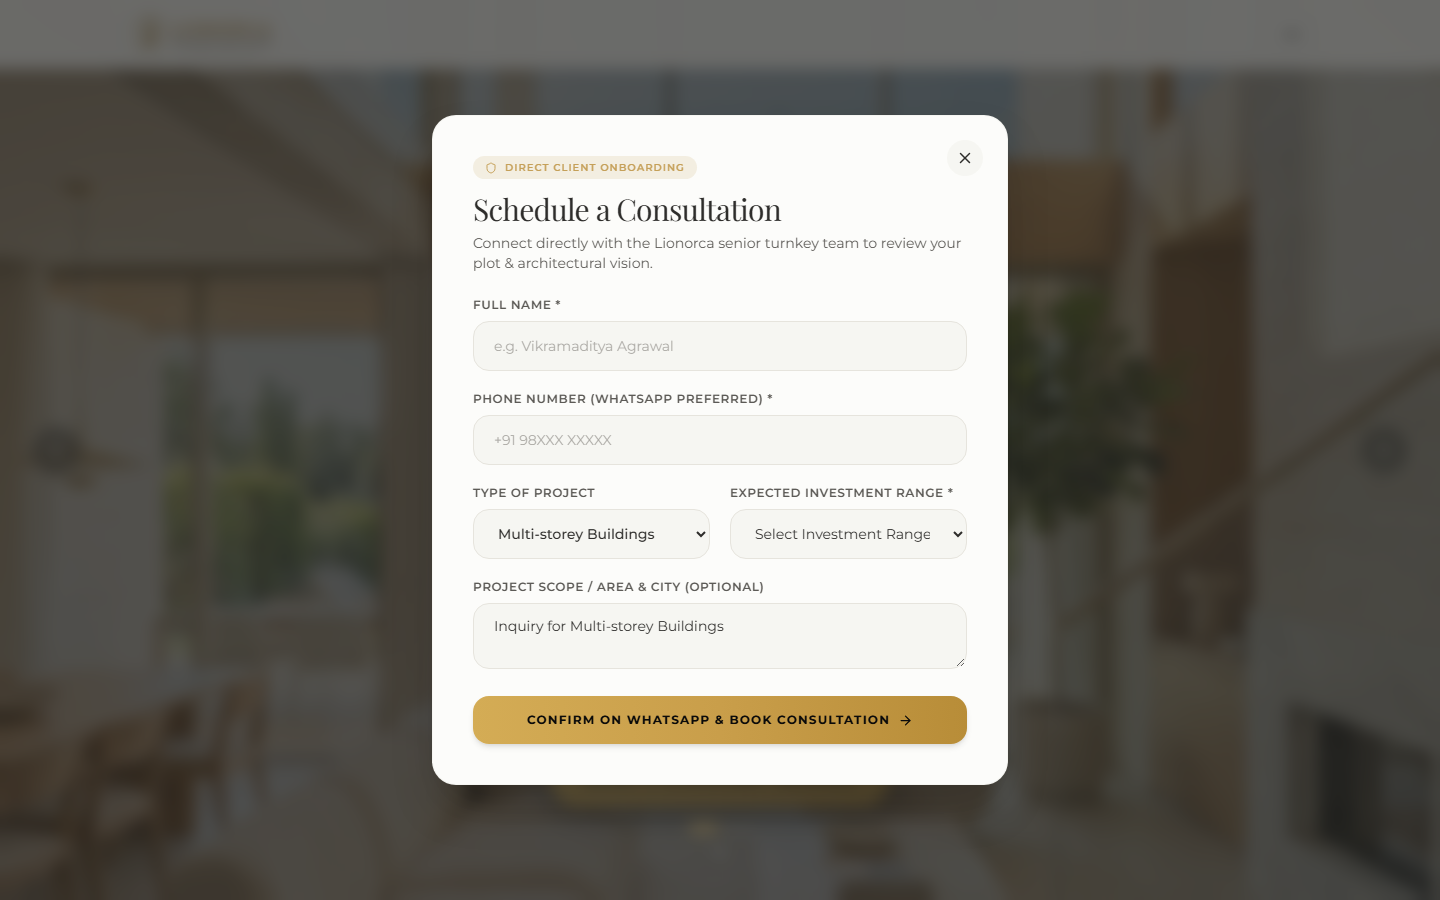 DIRECT CLIENT ONBOARDING
Schedule a Consultation
Connect directly with the Lionorca senior turnkey team to review your
plot & architectural vision.
FULL NAME *
e.g. Vikramaditya Agrawal
PHONE NUMBER (WHATSAPP PREFERRED) *
+91 98XXX XXXXX
TYPE OF PROJECT
EXPECTED INVESTMENT RANGE *
Multi-storey Buildings
Select Investment Range
PROJECT SCOPE / AREA & CITY (OPTIONAL)
Inquiry for Multi-storey Buildings
CONFIRM ON WHATSAPP & BOOK CONSULTATION →